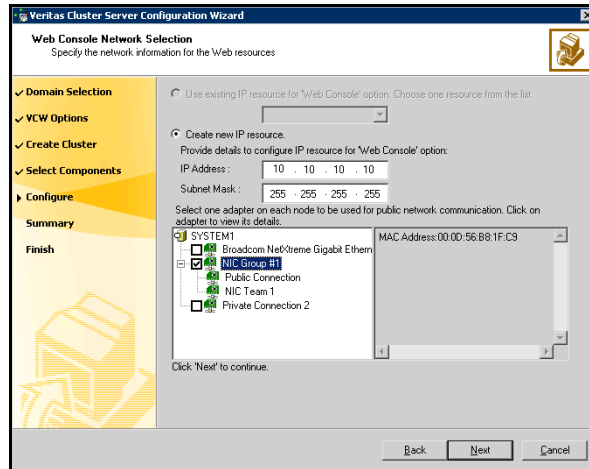 Veritas Cluster Server Configuration Wizard
Web Console Network Selection
Specify the network information for the Web resources
Domain Selection
VCW Options
Create Cluster
Select Components
Configure
Summary
Finish
Use existing IP resource for 'Web Console' option. Choose one resource from the list.
Create new IP resource.
Provide details to configure IP resource for 'Web Console' option:
IP Address : 10 . 10 . 10 . 10
Subnet Mask : 255 . 255 . 255 . 255
Select one adapter on each node to be used for public network communication. Click on
adapter to view its details.
SYSTEM1
Broadcom NetXtreme Gigabit Ethern
NIC Group #1
Public Connection
NIC Team 1
Private Connection 2
MAC Address:00:0D:56:B8:1F:C9
Click 'Next' to continue.
Back Next Cancel